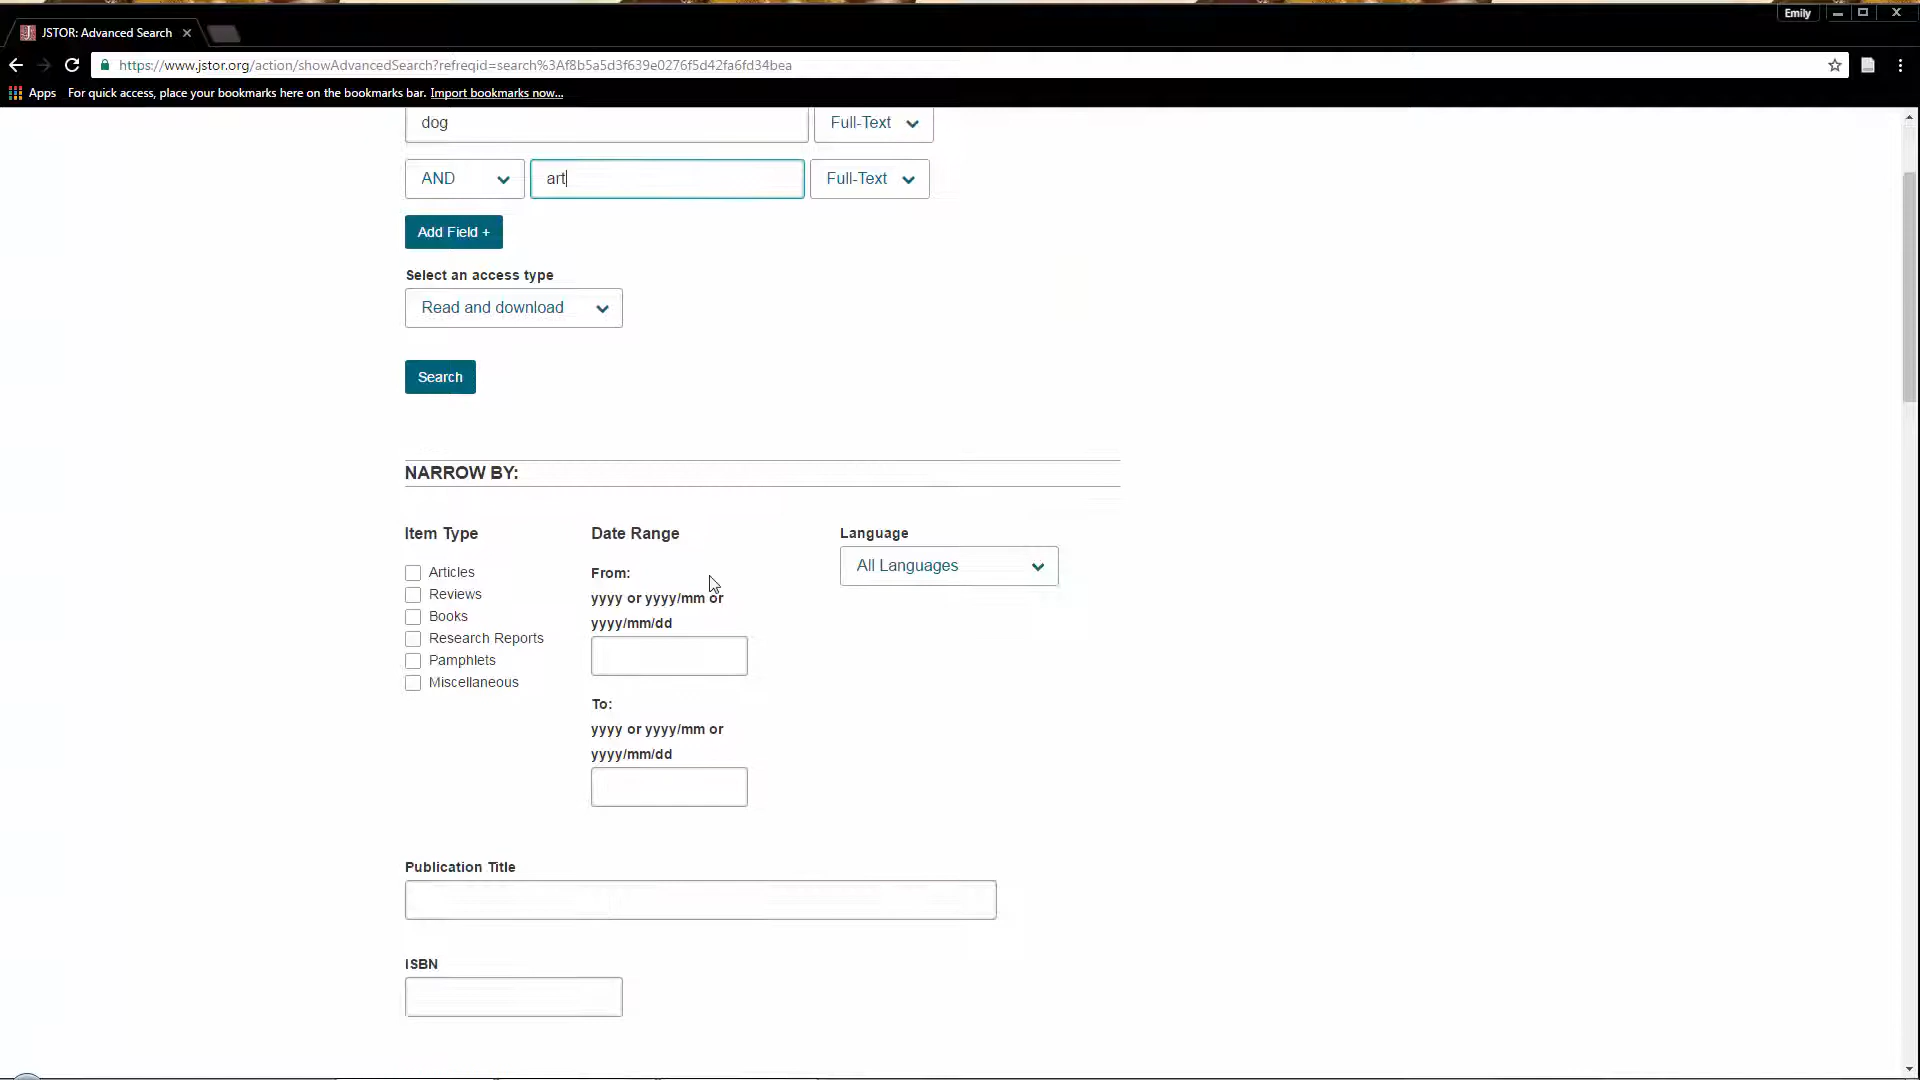 Emily
JSTOR: Advanced Search
https://www.jstor.org/action/showAdvancedSearch?refreqid=search%3Af8b5a5d3f639e0276f5d42fa6fd34bea
Apps For quick access, place your bookmarks here on the bookmarks bar. Import bookmarks now...
dog Full-Text
AND art Full-Text
Add Field +
Select an access type
Read and download
Search
NARROW BY:
Item Type
Articles
Reviews
Books
Research Reports
Pamphlets
Miscellaneous
Date Range
From:
yyyy or yyyy/mm or
yyyy/mm/dd
To:
yyyy or yyyy/mm or
yyyy/mm/dd
Language
All Languages
Publication Title
ISBN